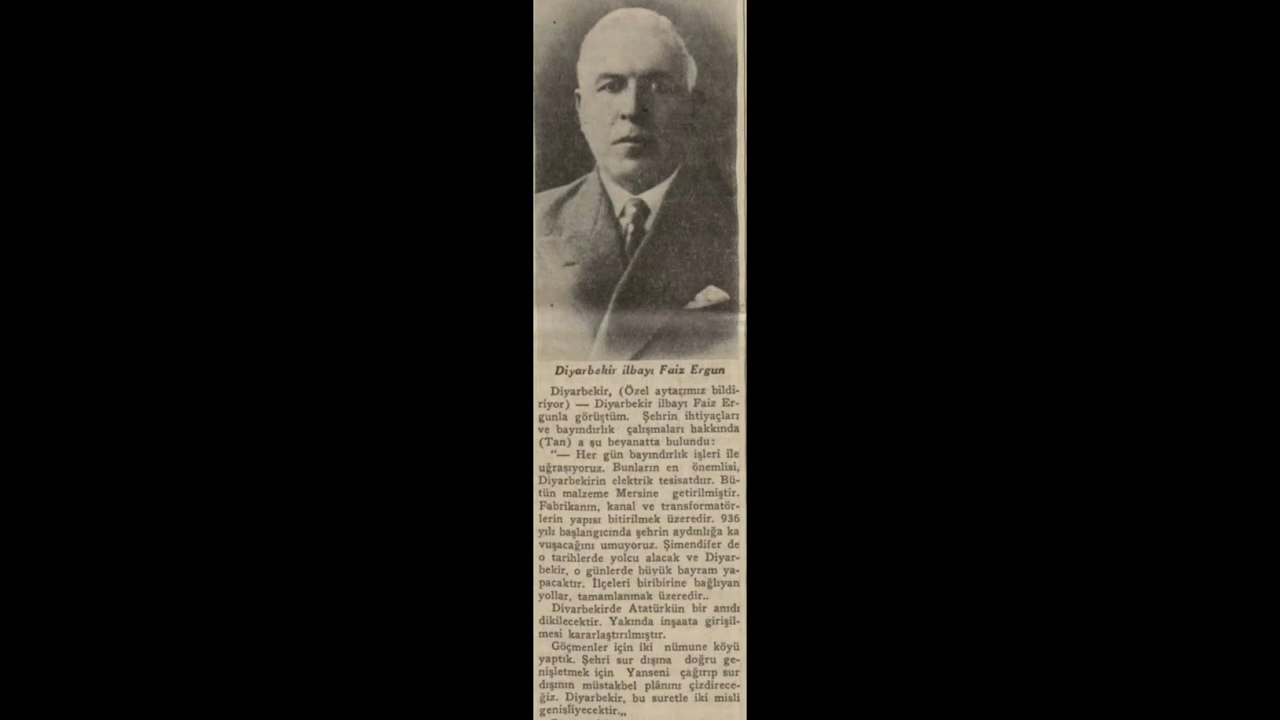 Diyarbekir ilbayı Faiz Ergun
Diyarbekir, (Özel aytarımız bildi-
riyor) — Diyarbekir ilbayı Faiz Er-
gunla görüştüm. Şehrin ihtiyaçları
ve bayındırlık çalışmaları hakkında
(Tan) a şu beyanatta bulundu:
"— Her gün bayındırlık işleri ile
uğraşıyoruz. Bunların en önemlisi,
Diyarbekirin elektrik tesisatdıır. Bü-
tün malzeme Mersine getirilmiştir.
Fabrikanın, kanal ve transformatör-
lerin yapısı bitirilmek üzeredir. 936
yılı başlangıcında şehrin aydınlığa ka
vuşacağını umuyoruz. Şimendifer de
o tarihlerde yolcu alacak ve Diyar-
bekir, o günlerde büyük bayram ya-
pacaktır. İlçeleri biribirine bağlıyan
yollar, tamamlanmak üzeredir..
Divarbekirde Atatürkün bir anıdı
dikilecektir. Yakında inşaata girişil-
mesi kararlaştırılmıştır.
Göçmenler için iki nümune köyü
yaptık. Şehri sur dışına doğru ge-
nişletmek için Yanseni çağırıp sur
dışının müstakbel plânını çizdirece-
ğiz. Diyarbekir, bu suretle iki misli
genişliyecektir.,,